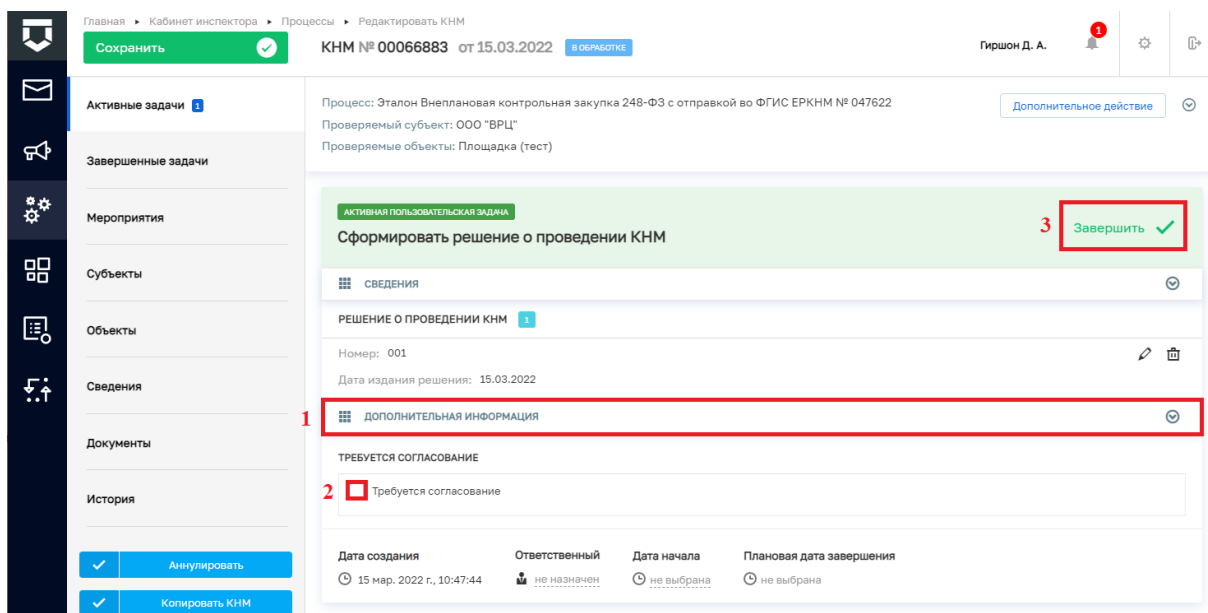 Главная ▸ Кабинет инспектора ▸ Процессы ▸ Редактировать КНМ
Сохранить
КНМ № 00066883 от 15.03.2022 В ОБРАБОТКЕ
Гиршон Д. А.
1
Активные задачи 1
Завершенные задачи
Мероприятия
Субъекты
Объекты
Сведения
Документы
История
Аннулировать
Копировать КНМ
Процесс: Эталон Внеплановая контрольная закупка 248-ФЗ с отправкой во ФГИС ЕРКНМ № 047622
Дополнительное действие
Проверяемый субъект: ООО "ВРЦ"
Проверяемые объекты: Площадка (тест)
АКТИВНАЯ ПОЛЬЗОВАТЕЛЬСКАЯ ЗАДАЧА
Сформировать решение о проведении КНМ
3 Завершить
СВЕДЕНИЯ
РЕШЕНИЕ О ПРОВЕДЕНИИ КНМ 1
Номер: 001
Дата издания решения: 15.03.2022
1 ДОПОЛНИТЕЛЬНАЯ ИНФОРМАЦИЯ
ТРЕБУЕТСЯ СОГЛАСОВАНИЕ
2 Требуется согласование
Дата создания Ответственный Дата начала Плановая дата завершения
15 мар. 2022 г., 10:47:44 не назначен не выбрана не выбрана